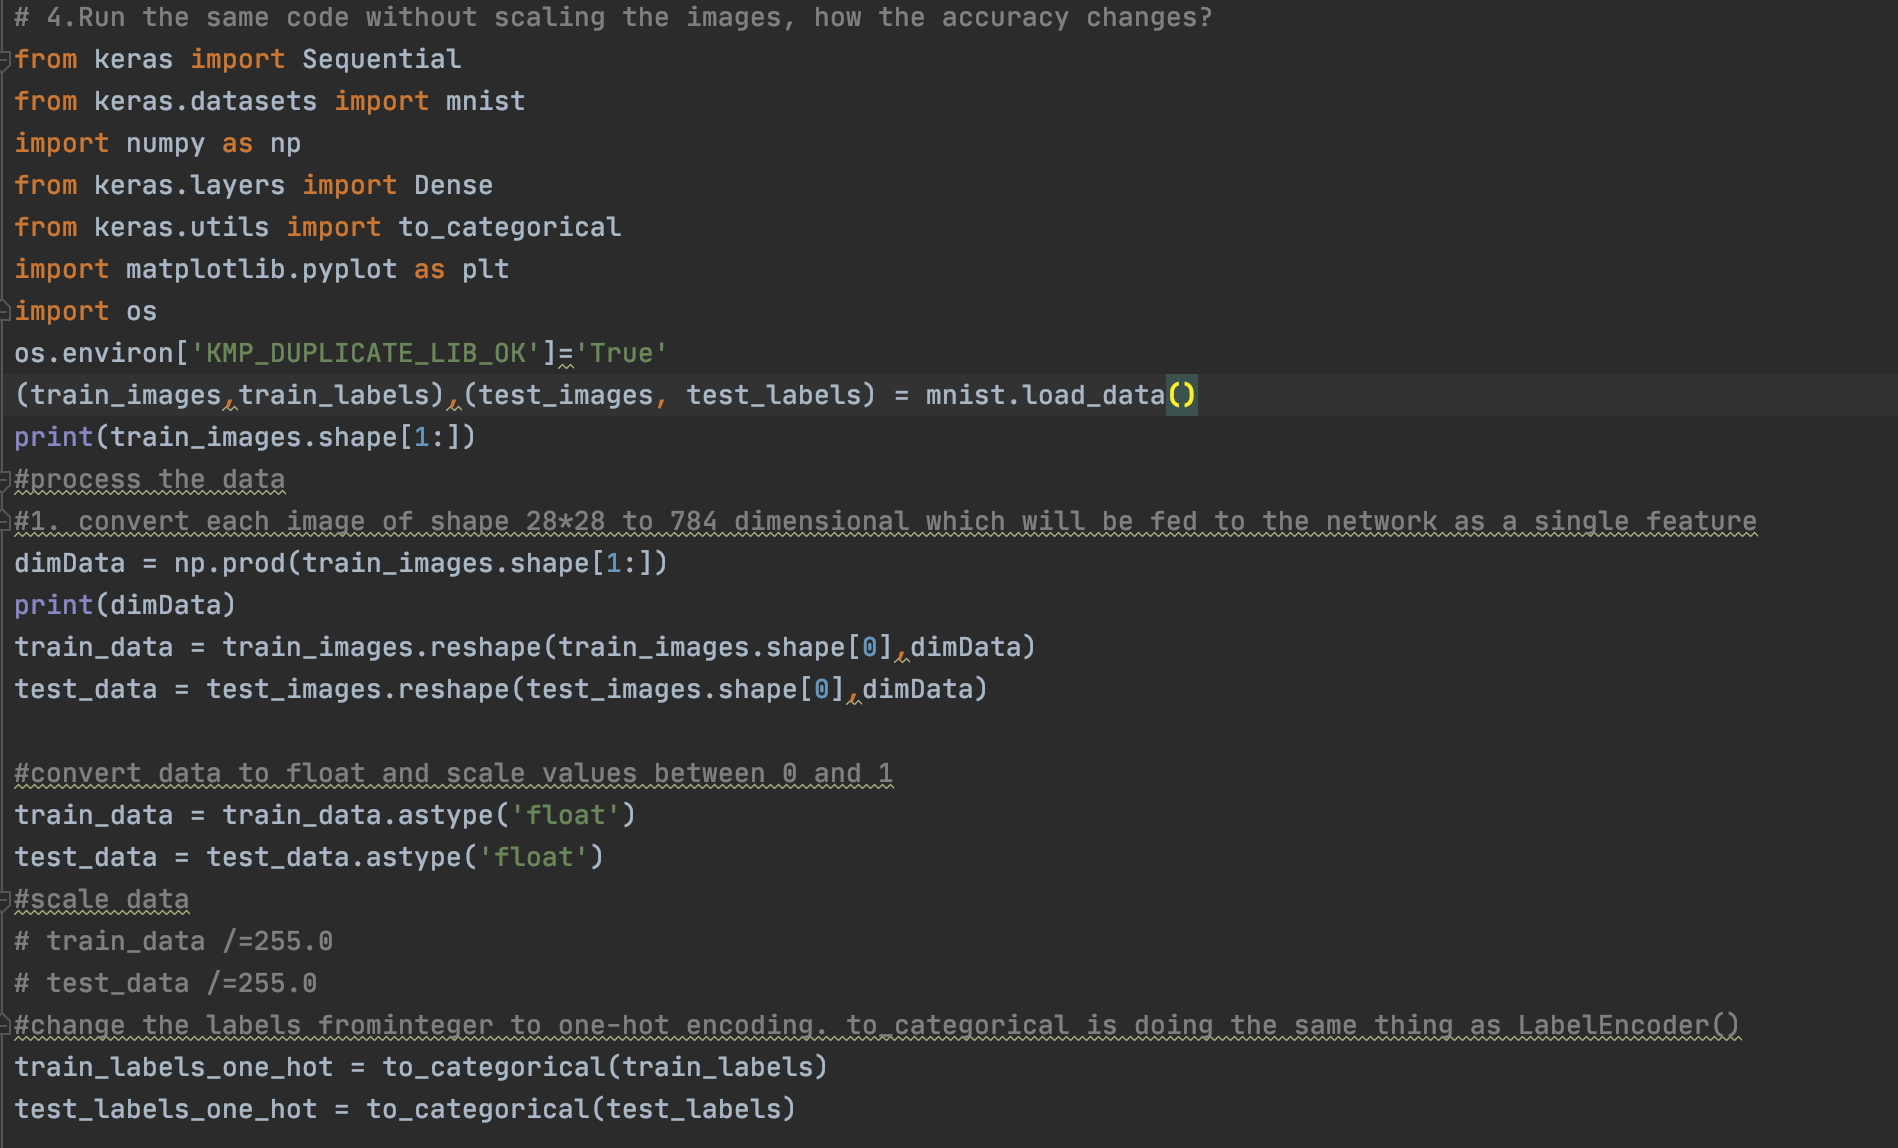 # 4.Run the same code without scaling the images, how the accuracy changes?
from keras import Sequential
from keras.datasets import mnist
import numpy as np
from keras.layers import Dense
from keras.utils import to_categorical
import matplotlib.pyplot as plt
import os
os.environ['KMP_DUPLICATE_LIB_OK']='True'
(train_images,train_labels),(test_images, test_labels) = mnist.load_data()
print(train_images.shape[1:])
#process the data
#1. convert each image of shape 28*28 to 784 dimensional which will be fed to the network as a single feature
dimData = np.prod(train_images.shape[1:])
print(dimData)
train_data = train_images.reshape(train_images.shape[0],dimData)
test_data = test_images.reshape(test_images.shape[0],dimData)
#convert data to float and scale values between 0 and 1
train_data = train_data.astype('float')
test_data = test_data.astype('float')
#scale data
# train_data /=255.0
# test_data /=255.0
#change the labels frominteger to one-hot encoding. to_categorical is doing the same thing as LabelEncoder()
train_labels_one_hot = to_categorical(train_labels)
test_labels_one_hot = to_categorical(test_labels)